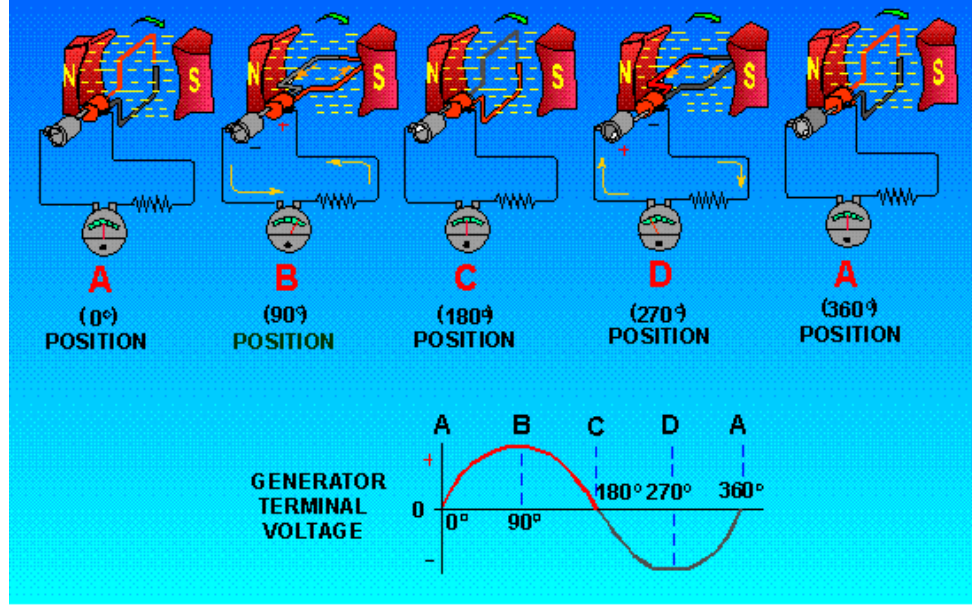 N S
N S
N S
N S
N S
+
−
−
+
A
(0°)
POSITION
B
(90°)
POSITION
C
(180°)
POSITION
D
(270°)
POSITION
A
(360°)
POSITION
A B C D A
+
GENERATOR
TERMINAL
VOLTAGE
0
0° 90° 180° 270° 360°
−